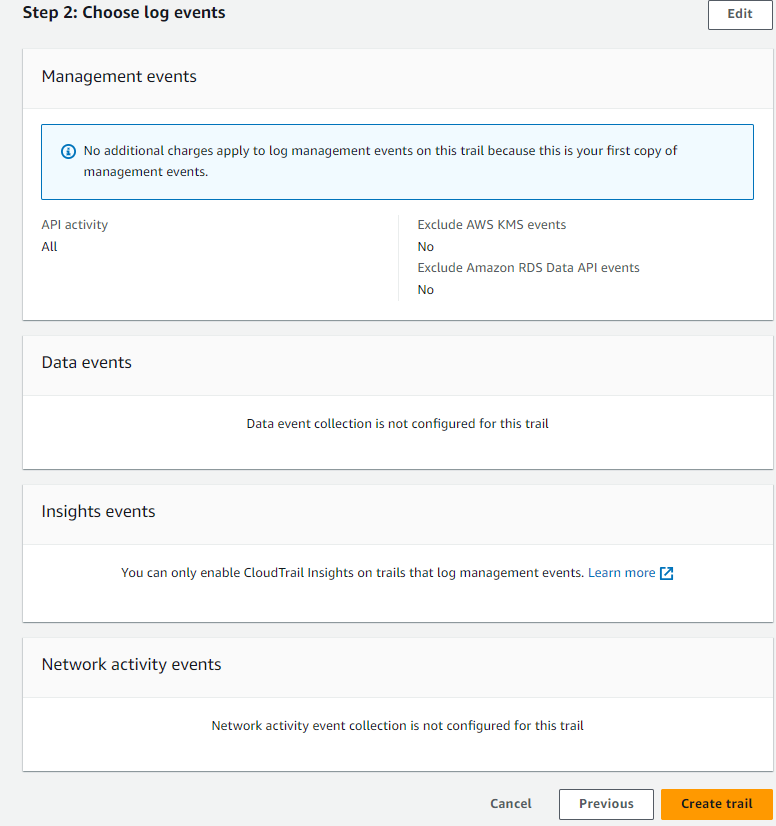 Step 2: Choose log events
Edit
Management events
No additional charges apply to log management events on this trail because this is your first copy of
management events.
API activity
All
Exclude AWS KMS events
No
Exclude Amazon RDS Data API events
No
Data events
Data event collection is not configured for this trail
Insights events
You can only enable CloudTrail Insights on trails that log management events. Learn more
Network activity events
Network activity event collection is not configured for this trail
Cancel
Previous
Create trail